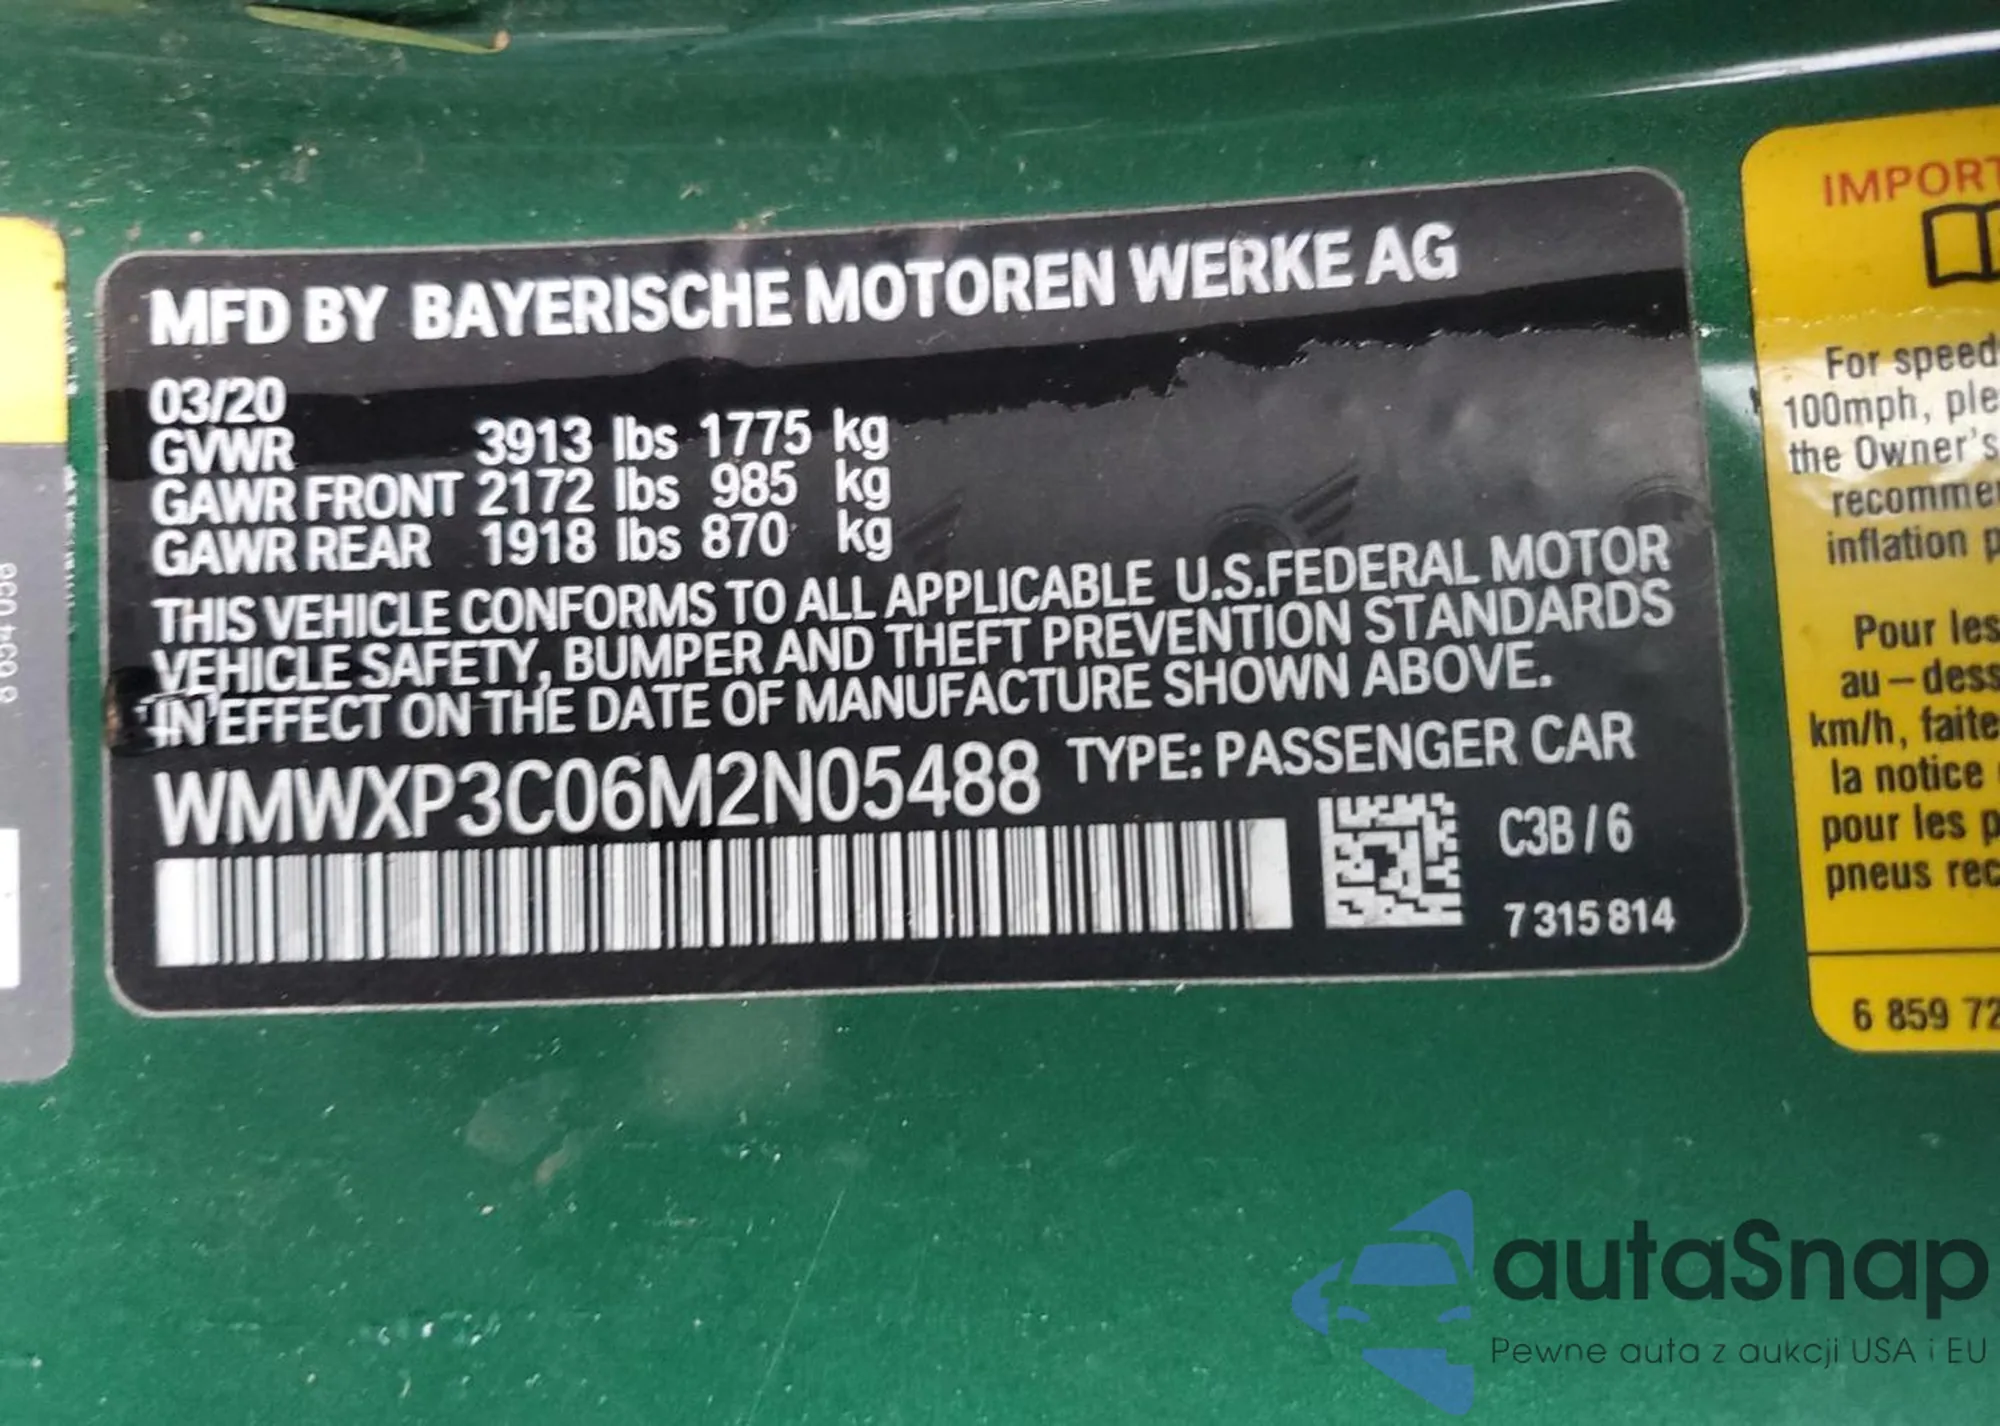 MFD BY BAYERISCHE MOTOREN WERKE AG
03/20
GVWR 3913 lbs 1775 kg
GAWR FRONT 2172 lbs 985 kg
GAWR REAR 1918 lbs 870 kg
THIS VEHICLE CONFORMS TO ALL APPLICABLE U.S.FEDERAL MOTOR
VEHICLE SAFETY, BUMPER AND THEFT PREVENTION STANDARDS
IN EFFECT ON THE DATE OF MANUFACTURE SHOWN ABOVE.
WMWXP3C06M2N05488 TYPE: PASSENGER CAR
C3B / 6
7 315 814
IMPORT
For speed
100mph, ple
the Owner's
recomme
inflation p
Pour les
au – dess
km/h, faite
la notice
pour les p
pneus rec
6 859 72
autaSnap
Pewne auta z aukcji USA i EU